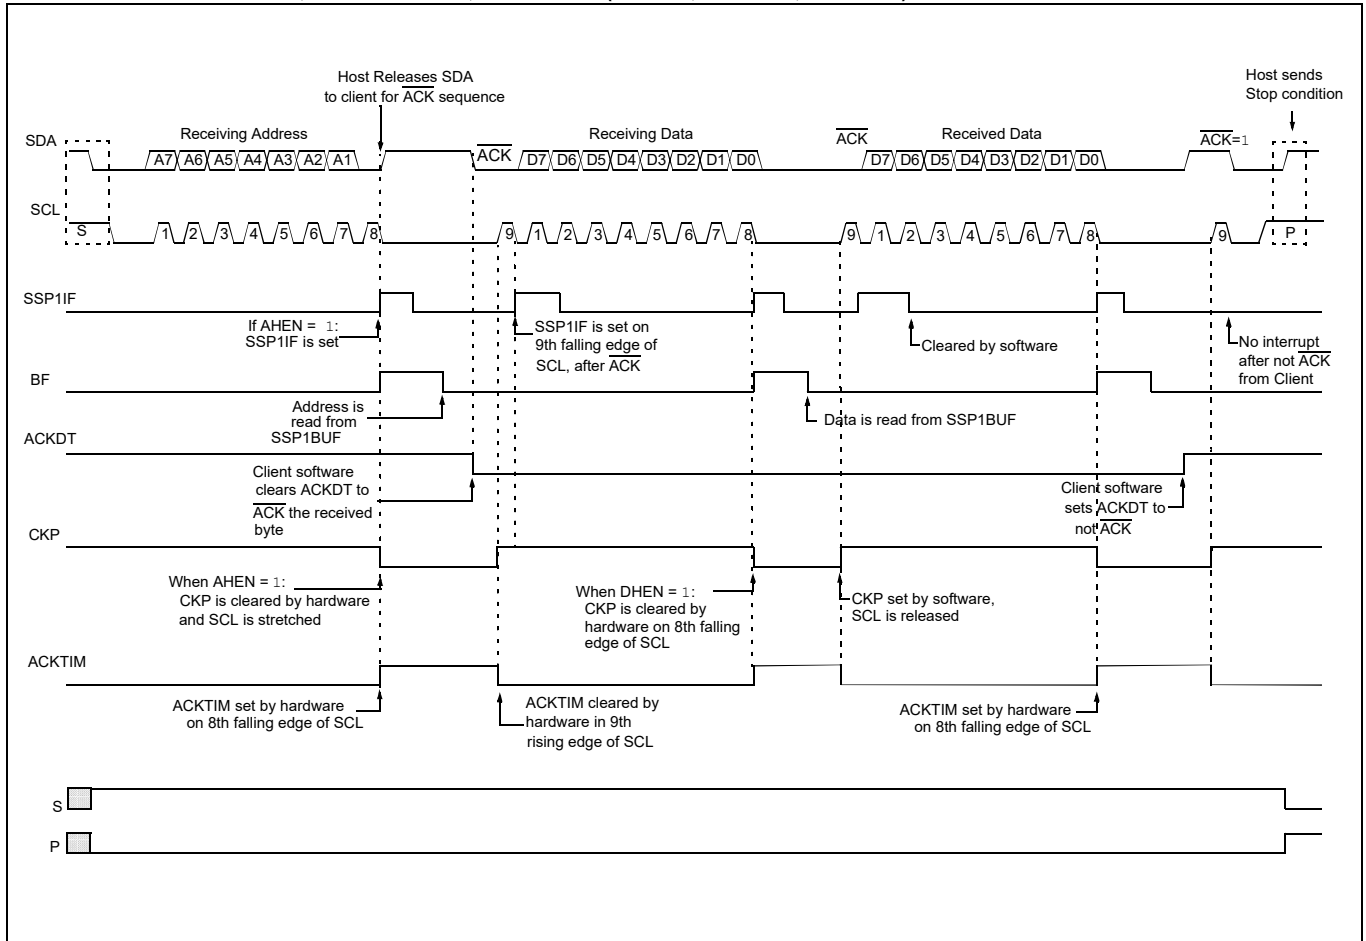 Host Releases SDA
to client for ACK sequence
Host sends
Stop condition
SDA
Receiving Address
ACK
Receiving Data
ACK
Received Data
ACK=1
A7 A6 A5 A4 A3 A2 A1
D7 D6 D5 D4 D3 D2 D1 D0
D7 D6 D5 D4 D3 D2 D1 D0
SCL
S
1 2 3 4 5 6 7 8
9 1 2 3 4 5 6 7 8
9 1 2 3 4 5 6 7 8
9
P
SSP1IF
If AHEN = 1:
SSP1IF is set
SSP1IF is set on
9th falling edge of
SCL, after ACK
Cleared by software
No interrupt
after not ACK
from Client
BF
Address is
read from
SSP1BUF
Data is read from SSP1BUF
ACKDT
Client software
clears ACKDT to
ACK the received
byte
Client software
sets ACKDT to
not ACK
CKP
When AHEN = 1:
CKP is cleared by hardware
and SCL is stretched
When DHEN = 1:
CKP is cleared by
hardware on 8th falling
edge of SCL
CKP set by software,
SCL is released
ACKTIM
ACKTIM set by hardware
on 8th falling edge of SCL
ACKTIM cleared by
hardware in 9th
rising edge of SCL
ACKTIM set by hardware
on 8th falling edge of SCL
S
P